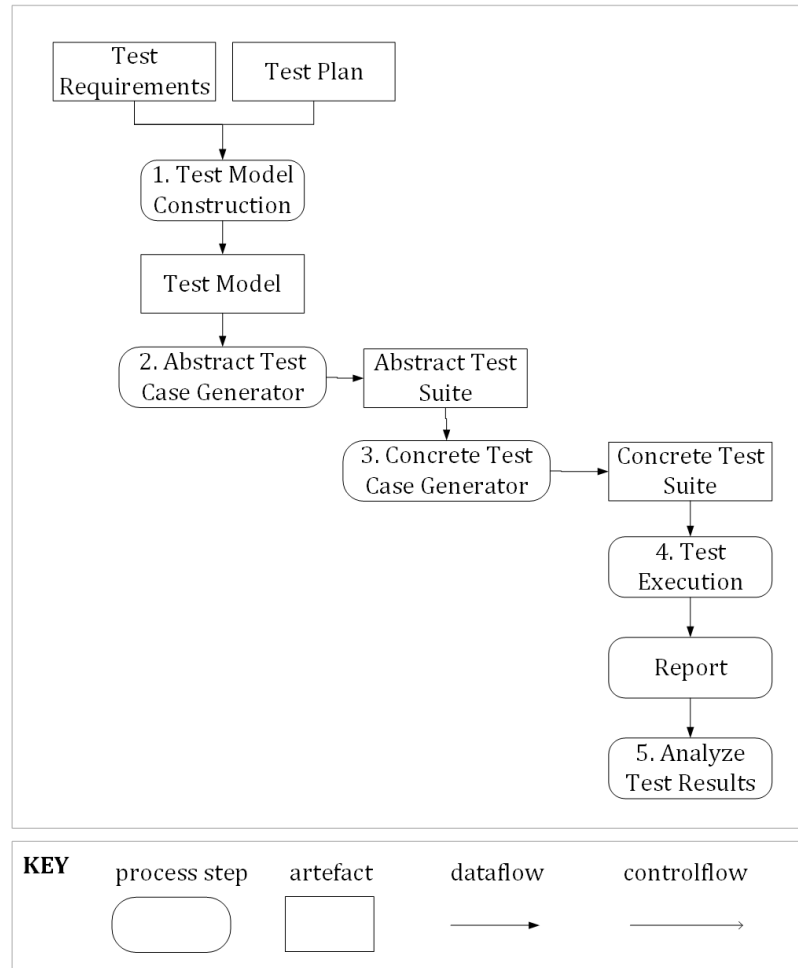 Test
Requirements
Test Plan
1. Test Model
Construction
Test Model
2. Abstract Test
Case Generator
Abstract Test
Suite
3. Concrete Test
Case Generator
Concrete Test
Suite
4. Test
Execution
Report
5. Analyze
Test Results
KEY
process step
artefact
dataflow
controlflow